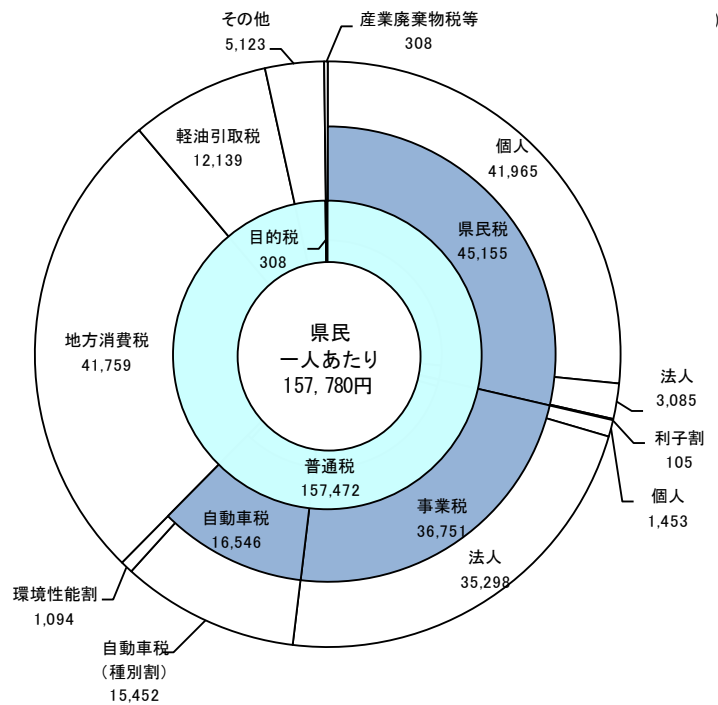 その他
5,123
産業廃棄物税等
308
)
軽油引取税
12,139
個人
41,965
目的税
308
県民税
45,155
地方消費税
41,759
県民
一人あたり
157,780円
法人
3,085
利子割
105
個人
1,453
普通税
157,472
事業税
36,751
自動車税
16,546
法人
35,298
環境性能割
1,094
自動車税
(種別割)
15,452